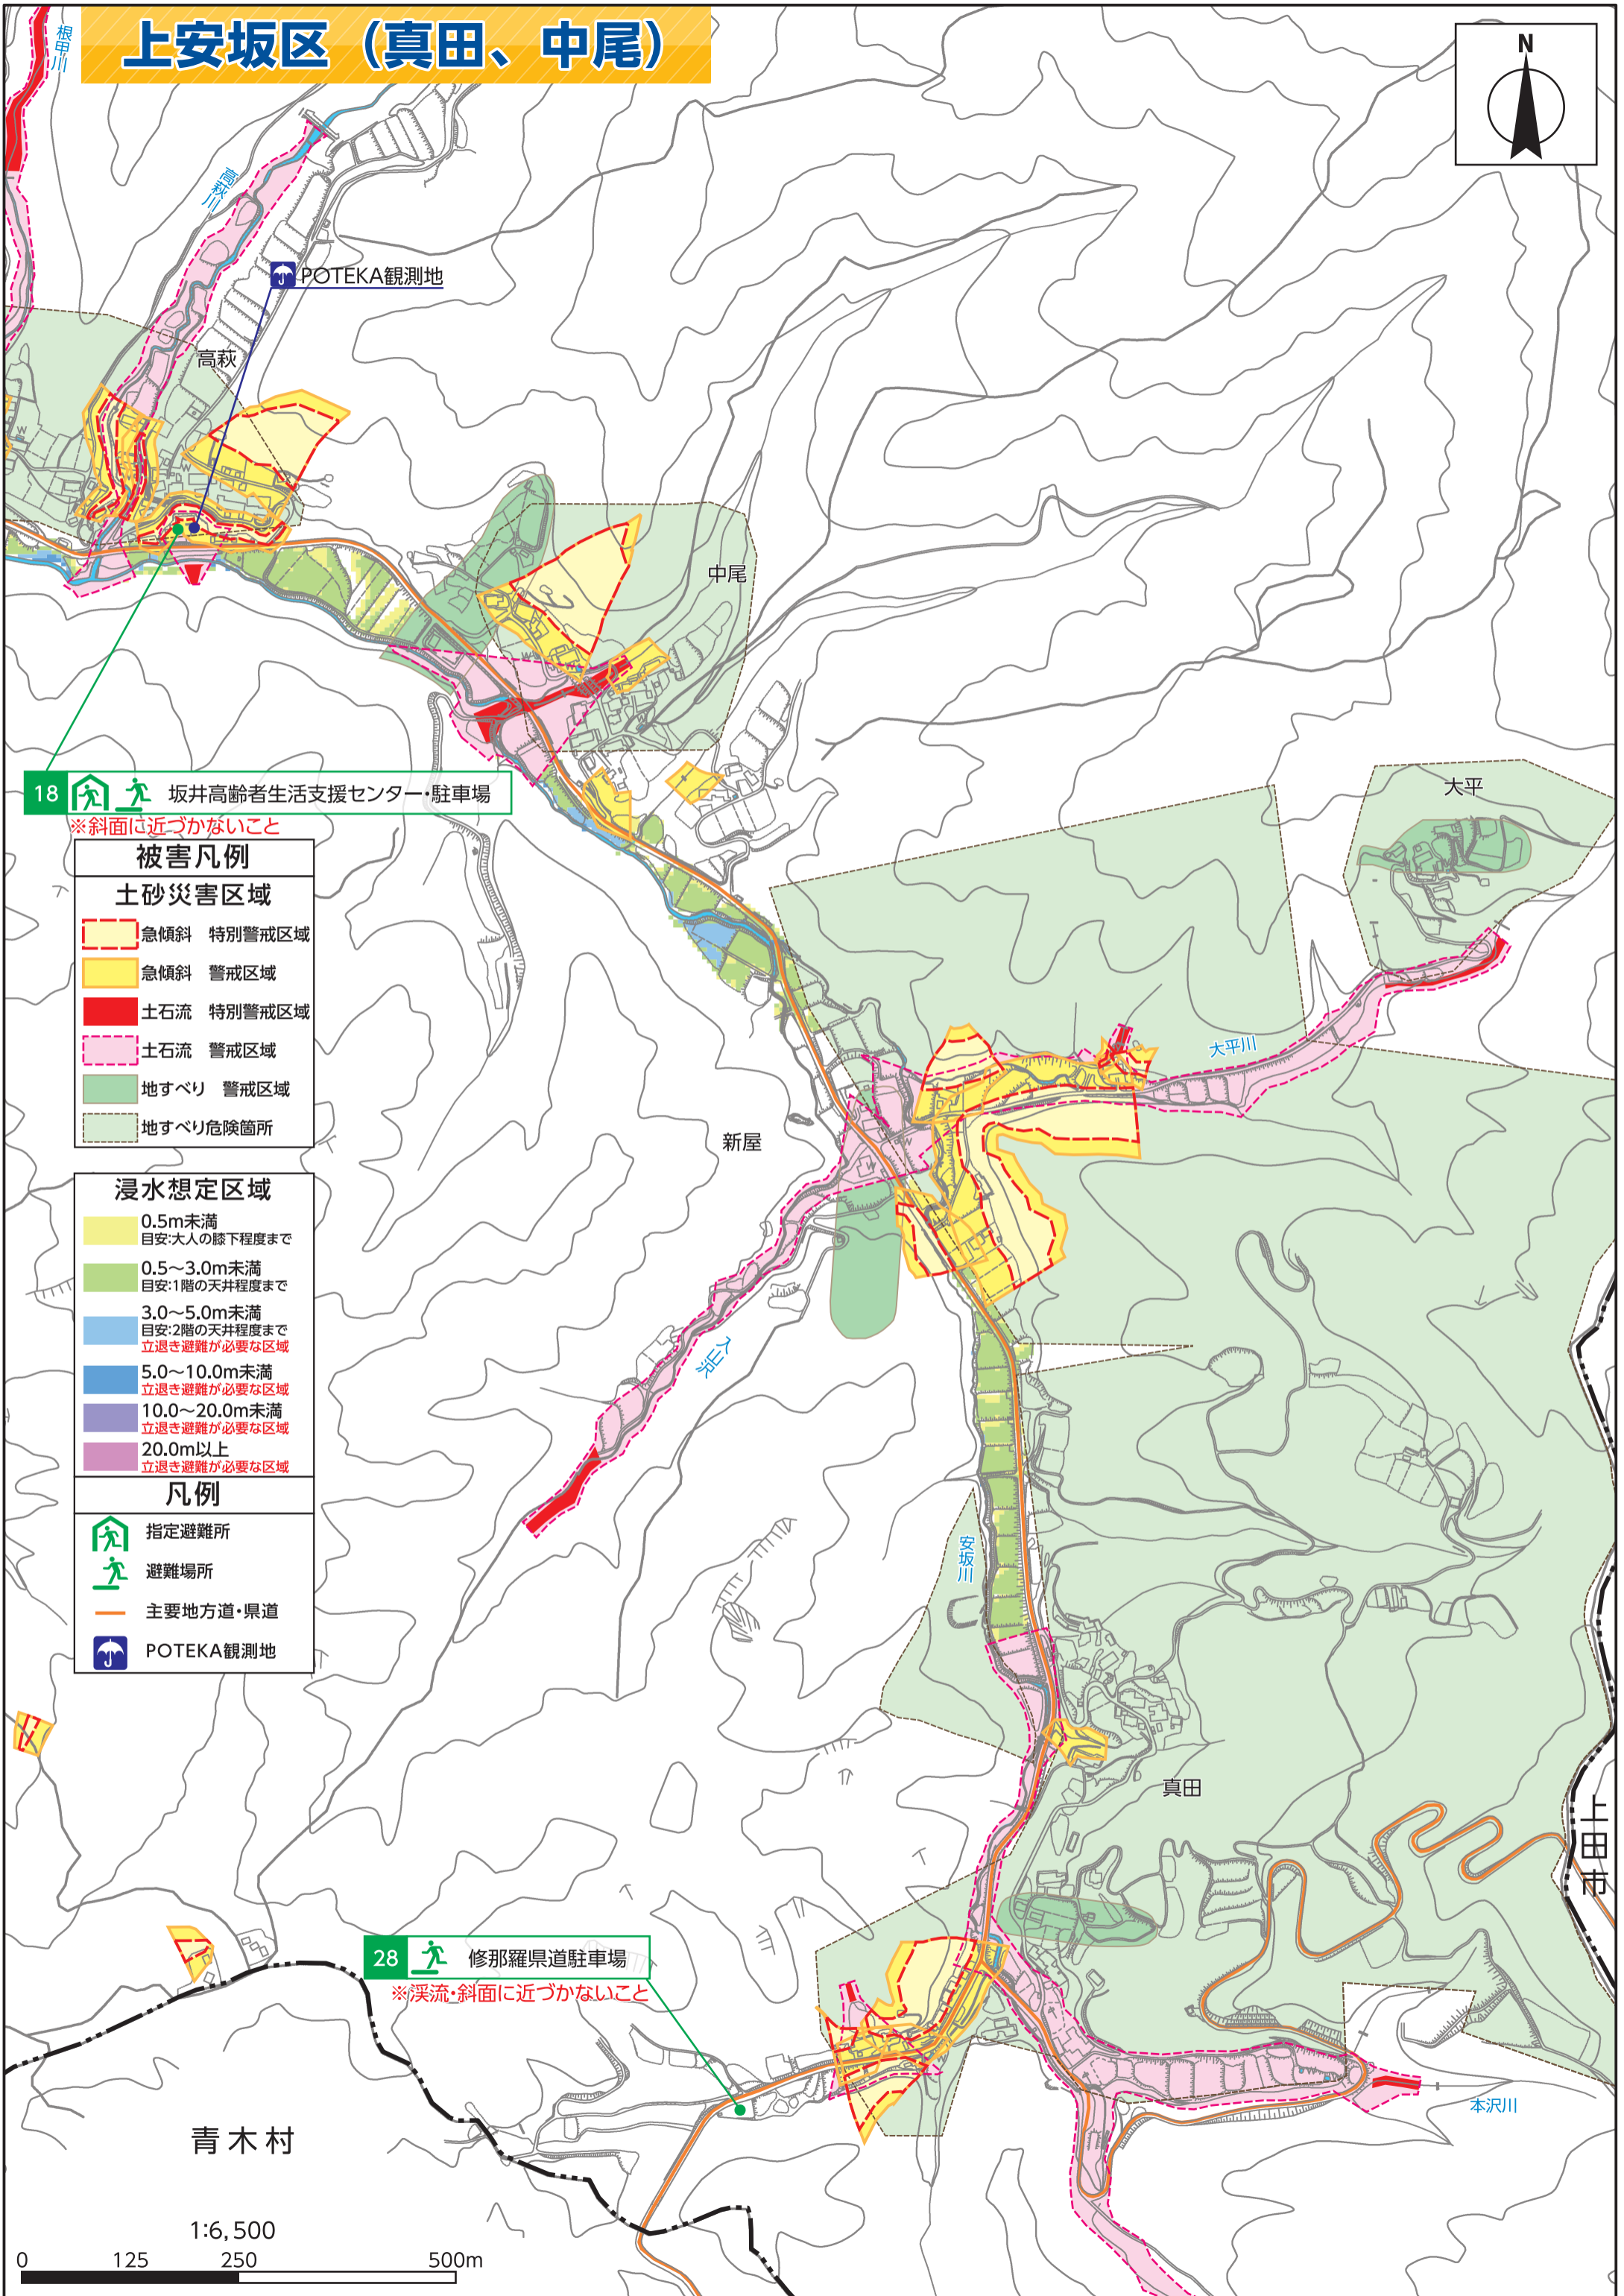 上安坂区（真田、中尾）
N
根甲川
高萩川
POTEKA観測地
高萩
中尾
18 坂井高齢者生活支援センター・駐車場
※斜面に近づかないこと
大平
大平川
新屋
入山沢
安坂川
真田
上田市
28 修那羅県道駐車場
※渓流・斜面に近づかないこと
本沢川
青木村
被害凡例
土砂災害区域
急傾斜 特別警戒区域
急傾斜 警戒区域
土石流 特別警戒区域
土石流 警戒区域
地すべり 警戒区域
地すべり危険箇所
浸水想定区域
0.5m未満
目安:大人の膝下程度まで
0.5～3.0m未満
目安:1階の天井程度まで
3.0～5.0m未満
目安:2階の天井程度まで
立退き避難が必要な区域
5.0～10.0m未満
立退き避難が必要な区域
10.0～20.0m未満
立退き避難が必要な区域
20.0m以上
立退き避難が必要な区域
凡例
指定避難所
避難場所
主要地方道・県道
POTEKA観測地
1:6,500
0 125 250 500m